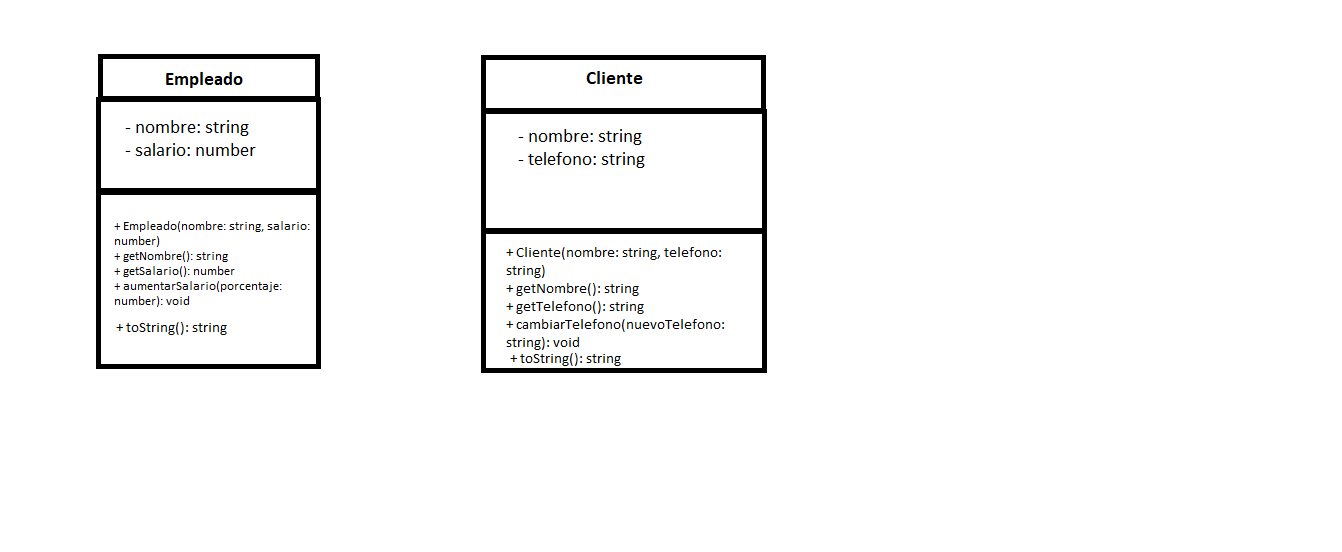 Empleado
- nombre: string
- salario: number
+ Empleado(nombre: string, salario:
number)
+ getNombre(): string
+ getSalario(): number
+ aumentarSalario(porcentaje:
number): void
+ toString(): string
Cliente
- nombre: string
- telefono: string
+ Cliente(nombre: string, telefono:
string)
+ getNombre(): string
+ getTelefono(): string
+ cambiarTelefono(nuevoTelefono:
string): void
+ toString(): string